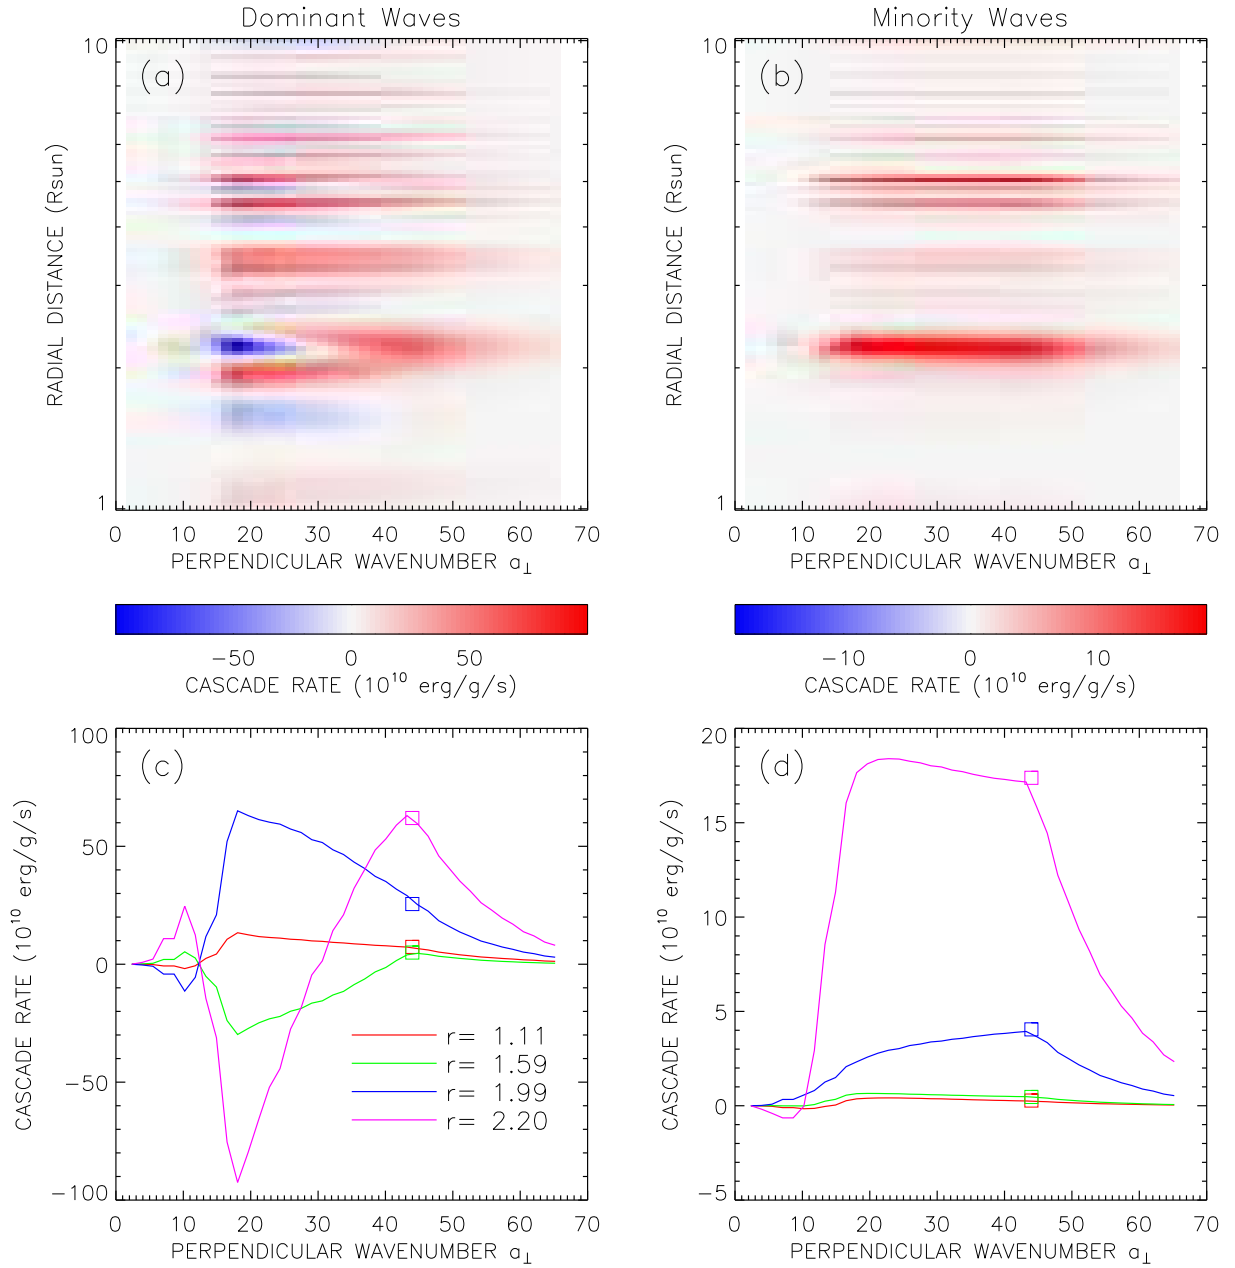 Dominant Waves
Minority Waves
(a)
(b)
10
1
RADIAL DISTANCE (Rsun)
10
1
RADIAL DISTANCE (Rsun)
0 10 20 30 40 50 60 70
PERPENDICULAR WAVENUMBER a⊥
0 10 20 30 40 50 60 70
PERPENDICULAR WAVENUMBER a⊥
−50 0 50
CASCADE RATE (10¹⁰ erg/g/s)
−10 0 10
CASCADE RATE (10¹⁰ erg/g/s)
(c)
100
50
0
−50
−100
CASCADE RATE (10¹⁰ erg/g/s)
r= 1.11
r= 1.59
r= 1.99
r= 2.20
0 10 20 30 40 50 60 70
PERPENDICULAR WAVENUMBER a⊥
(d)
20
15
10
5
0
−5
CASCADE RATE (10¹⁰ erg/g/s)
0 10 20 30 40 50 60 70
PERPENDICULAR WAVENUMBER a⊥